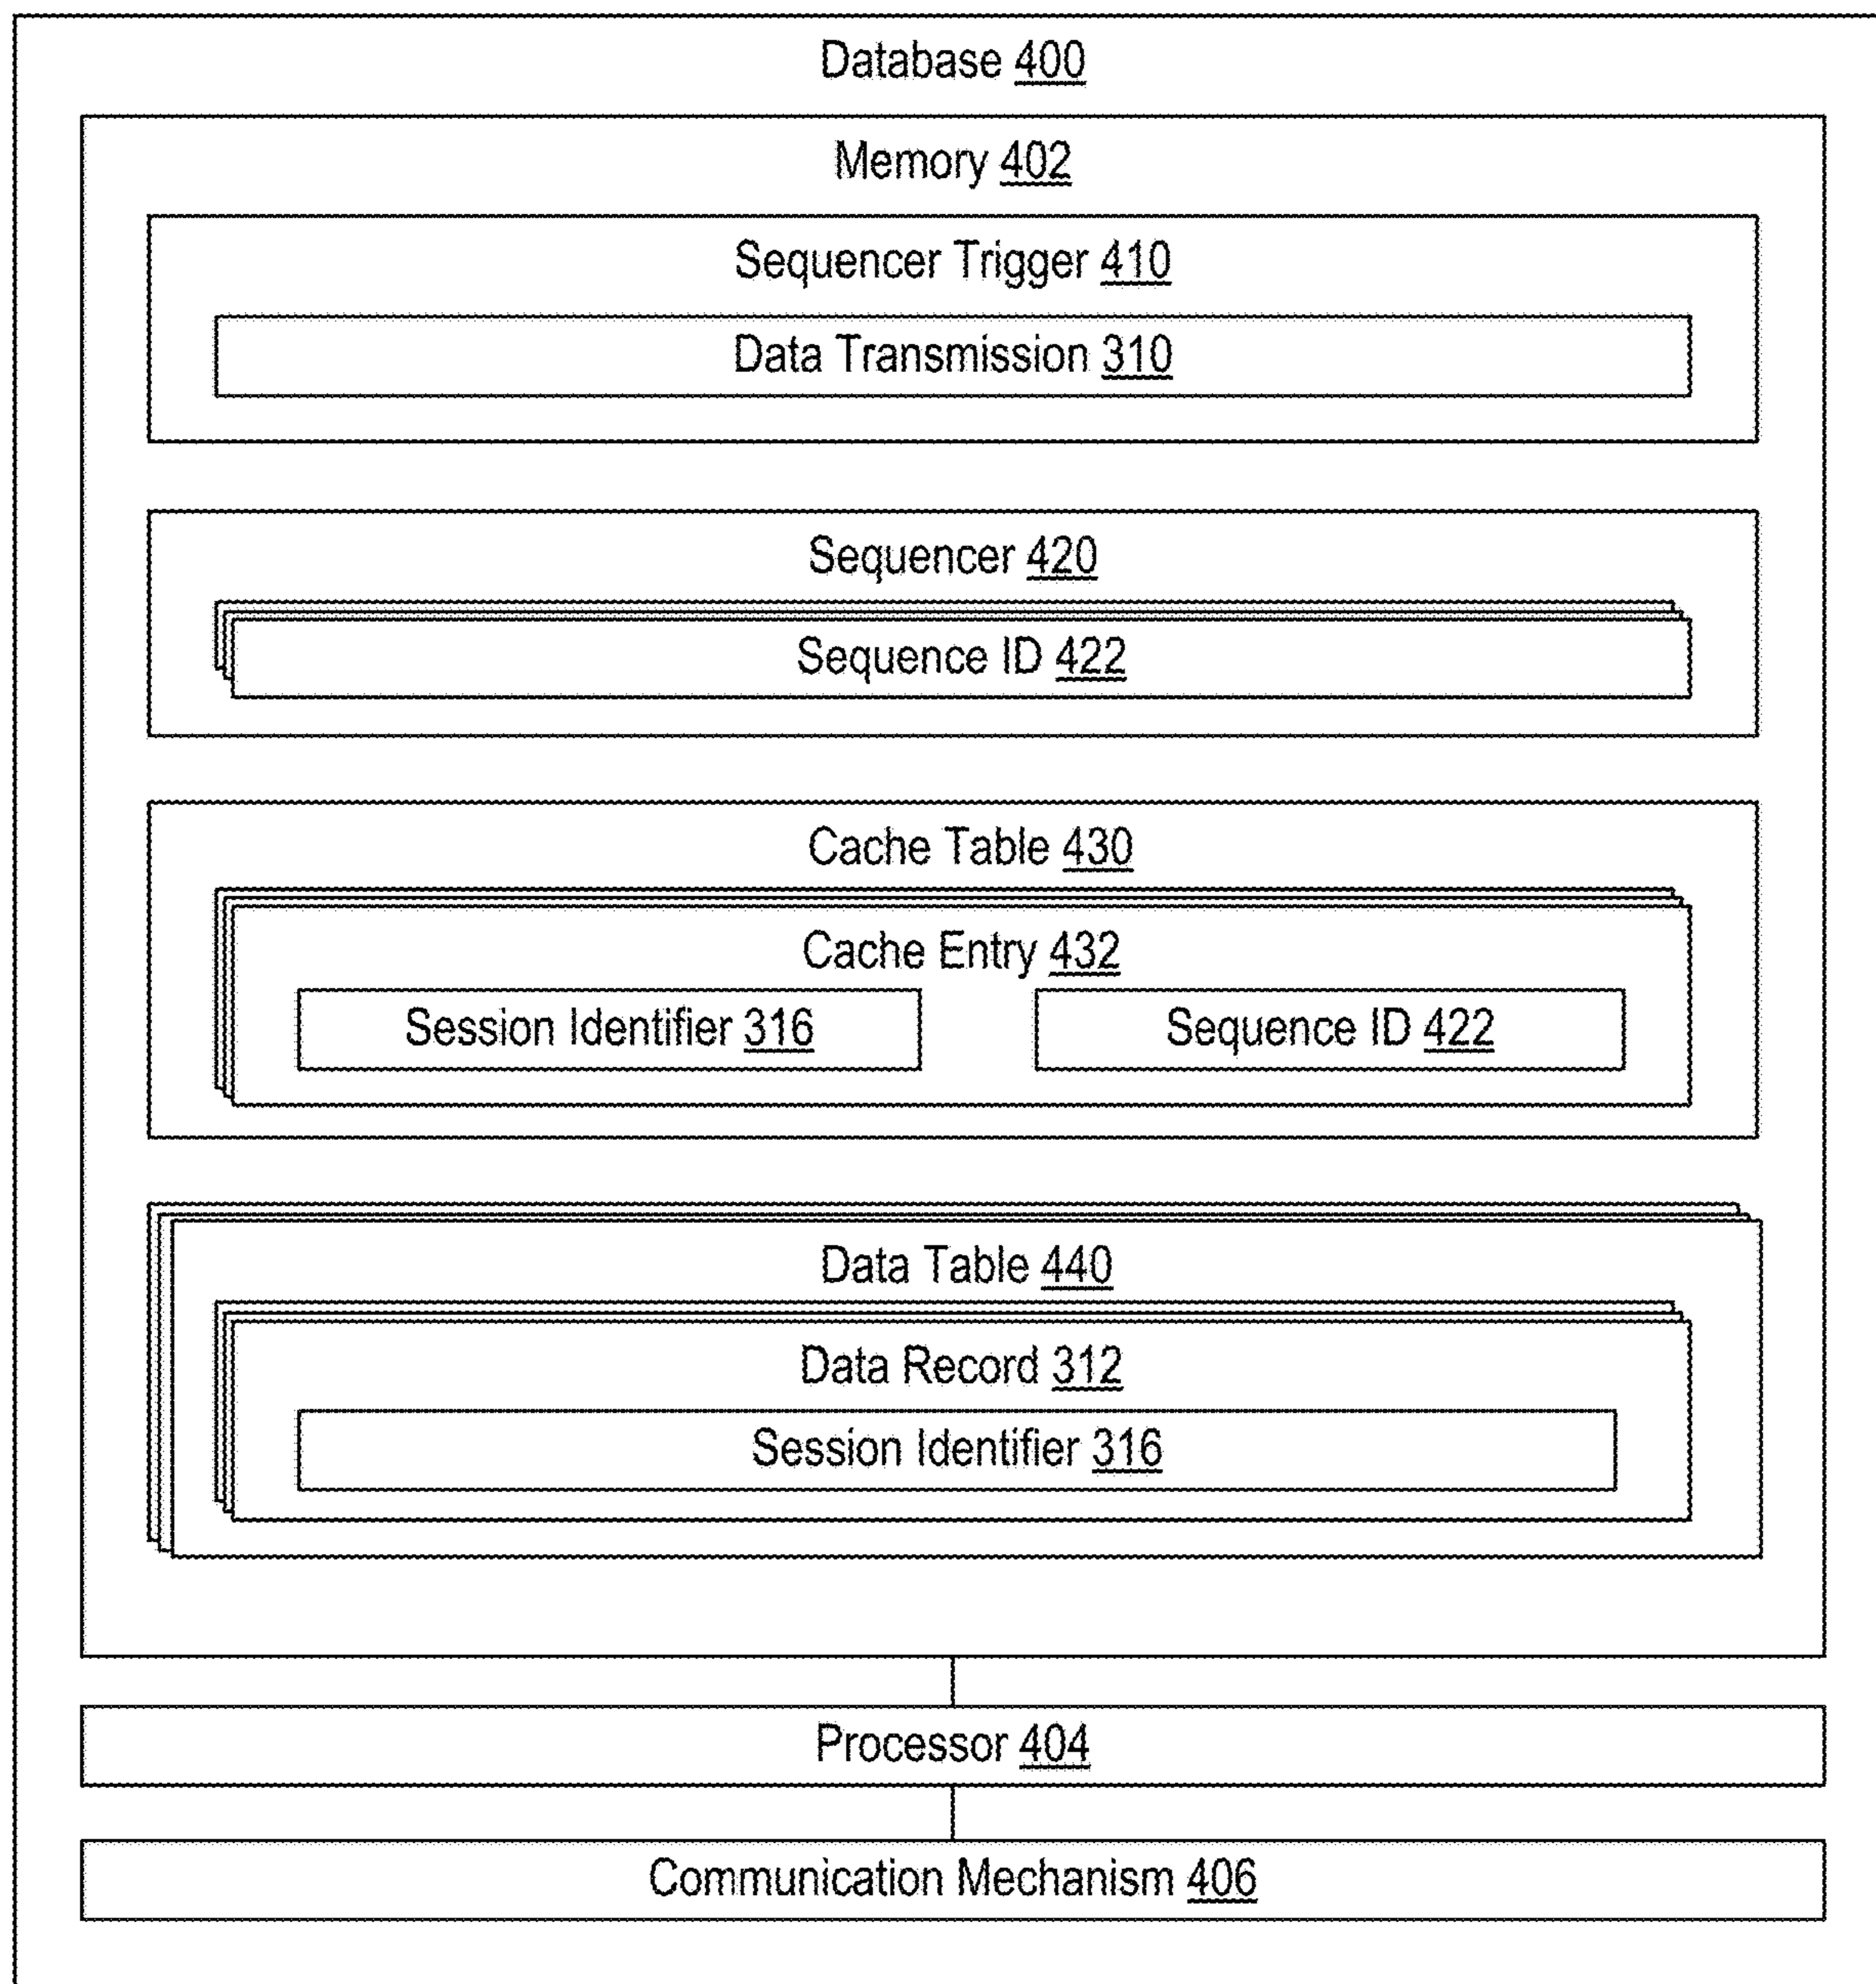 Database 400
Memory 402
Sequencer Trigger 410
Data Transmission 310
Sequencer 420
Sequence ID 422
Cache Table 430
Cache Entry 432
Session Identifier 316
Sequence ID 422
Data Table 440
Data Record 312
Session Identifier 316
Processor 404
Communication Mechanism 406